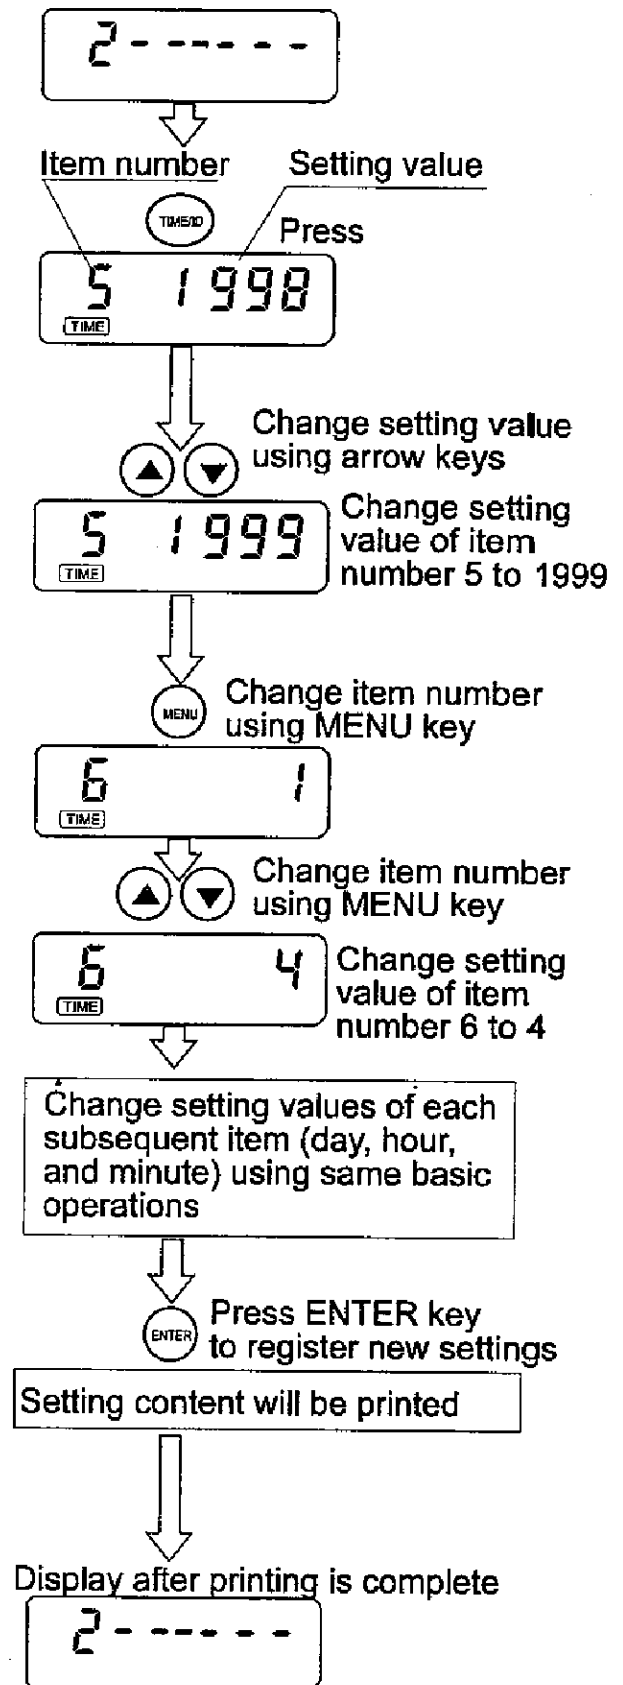 2- -- - - -
Item number Setting value
TIME/ID
Press
5 1998
TIME
Change setting value
using arrow keys
5 1999
TIME
Change setting
value of item
number 5 to 1999
MENU
Change item number
using MENU key
6 1
TIME
Change item number
using MENU key
6 4
TIME
Change setting
value of item
number 6 to 4
Change setting values of each
subsequent item (day, hour,
and minute) using same basic
operations
ENTER
Press ENTER key
to register new settings
Setting content will be printed
Display after printing is complete
2- -- - - -